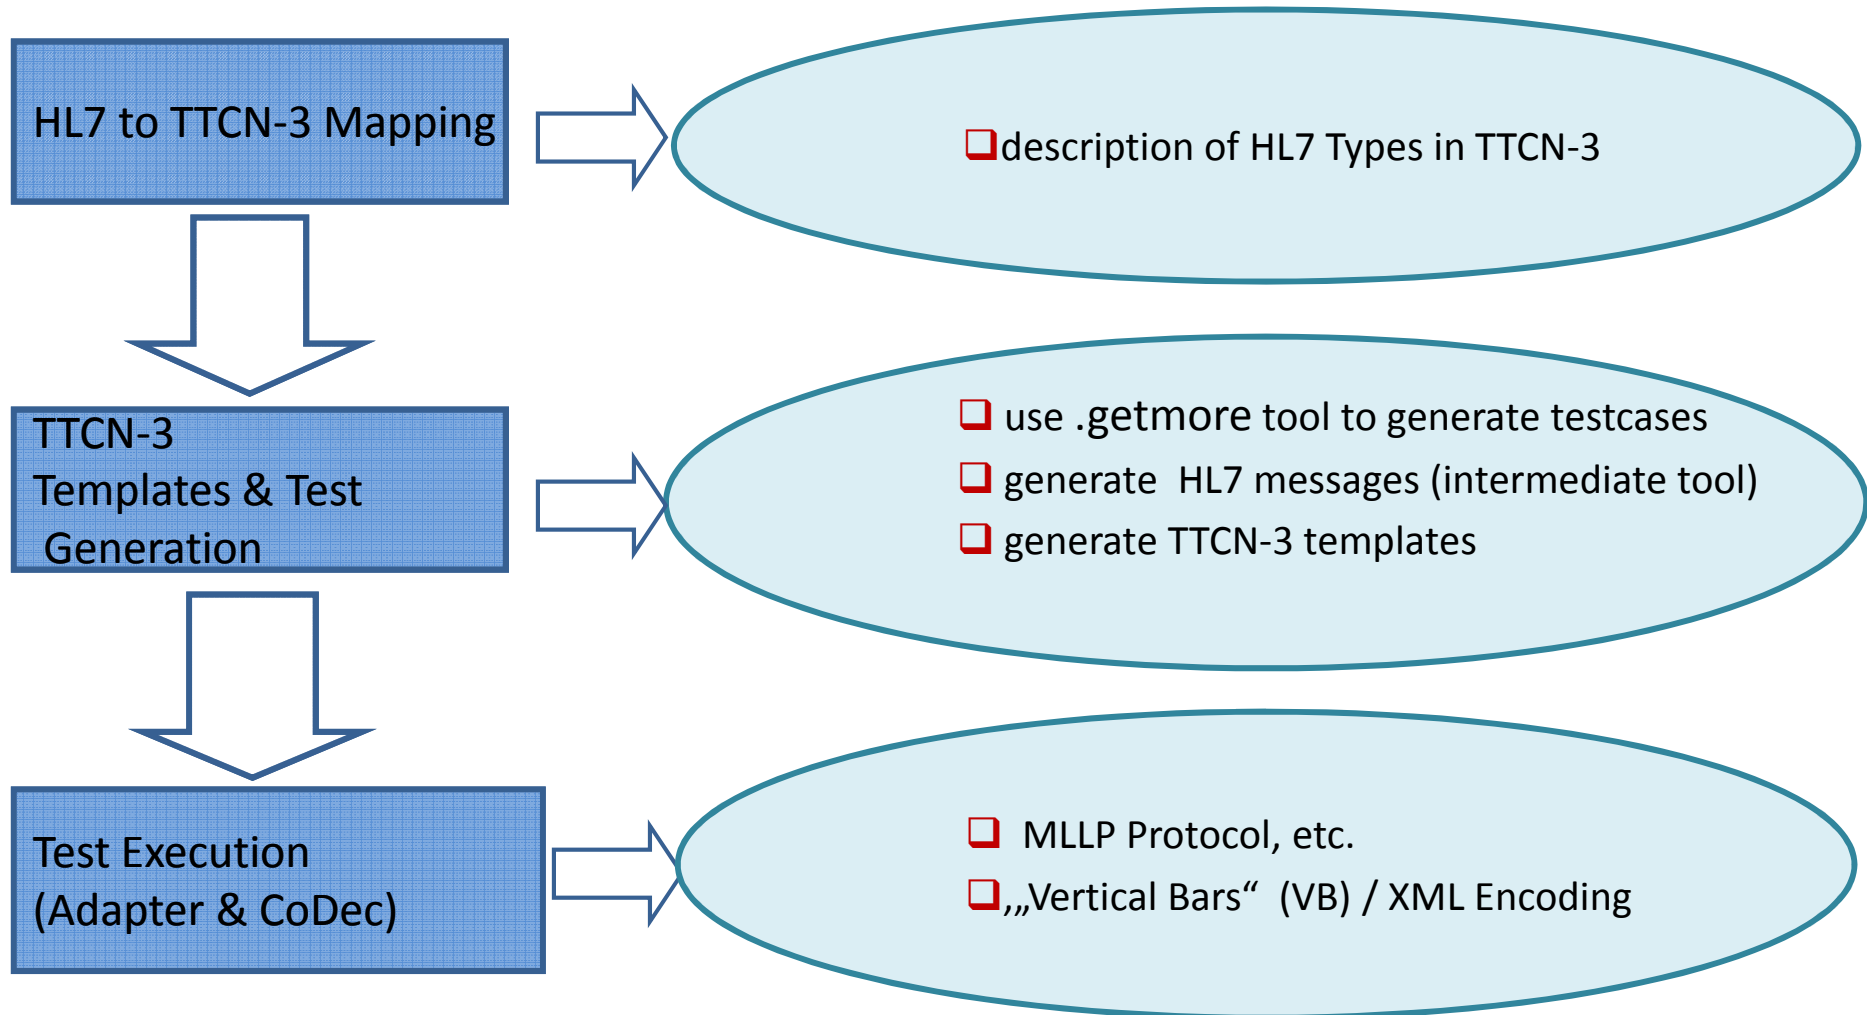 HL7 to TTCN-3 Mapping
description of HL7 Types in TTCN-3
TTCN-3
Templates & Test
Generation
use .getmore tool to generate testcases
generate HL7 messages (intermediate tool)
generate TTCN-3 templates
Test Execution
(Adapter & CoDec)
MLLP Protocol, etc.
,„Vertical Bars“ (VB) / XML Encoding